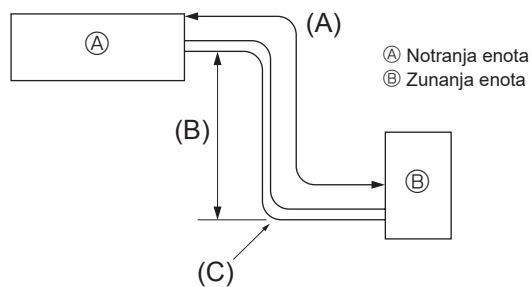 (A)
Ⓐ
Ⓐ Notranja enota
Ⓑ Zunanja enota
(B)
Ⓑ
(C)